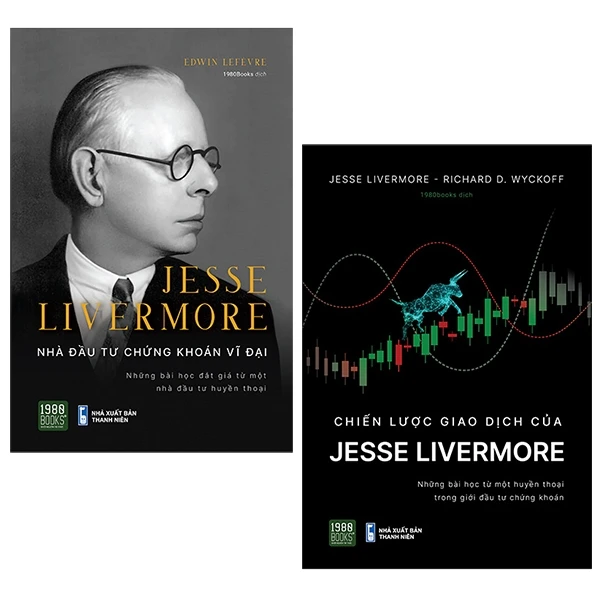 EDWIN LEFEVRE
1980Books dịch
JESSE
LIVERMORE
NHÀ ĐẦU TƯ CHỨNG KHOÁN VĨ ĐẠI
Những bài học đắt giá từ một
nhà đầu tư huyền thoại
1980
BOOKS
NHÀ XUẤT BẢN
THANH NIÊN
JESSE LIVERMORE - RICHARD D. WYCKOFF
1980books dịch
CHIẾN LƯỢC GIAO DỊCH CỦA
JESSE LIVERMORE
Những bài học từ một huyền thoại
trong giới đầu tư chứng khoán
1980
BOOKS
NHÀ XUẤT BẢN
THANH NIÊN